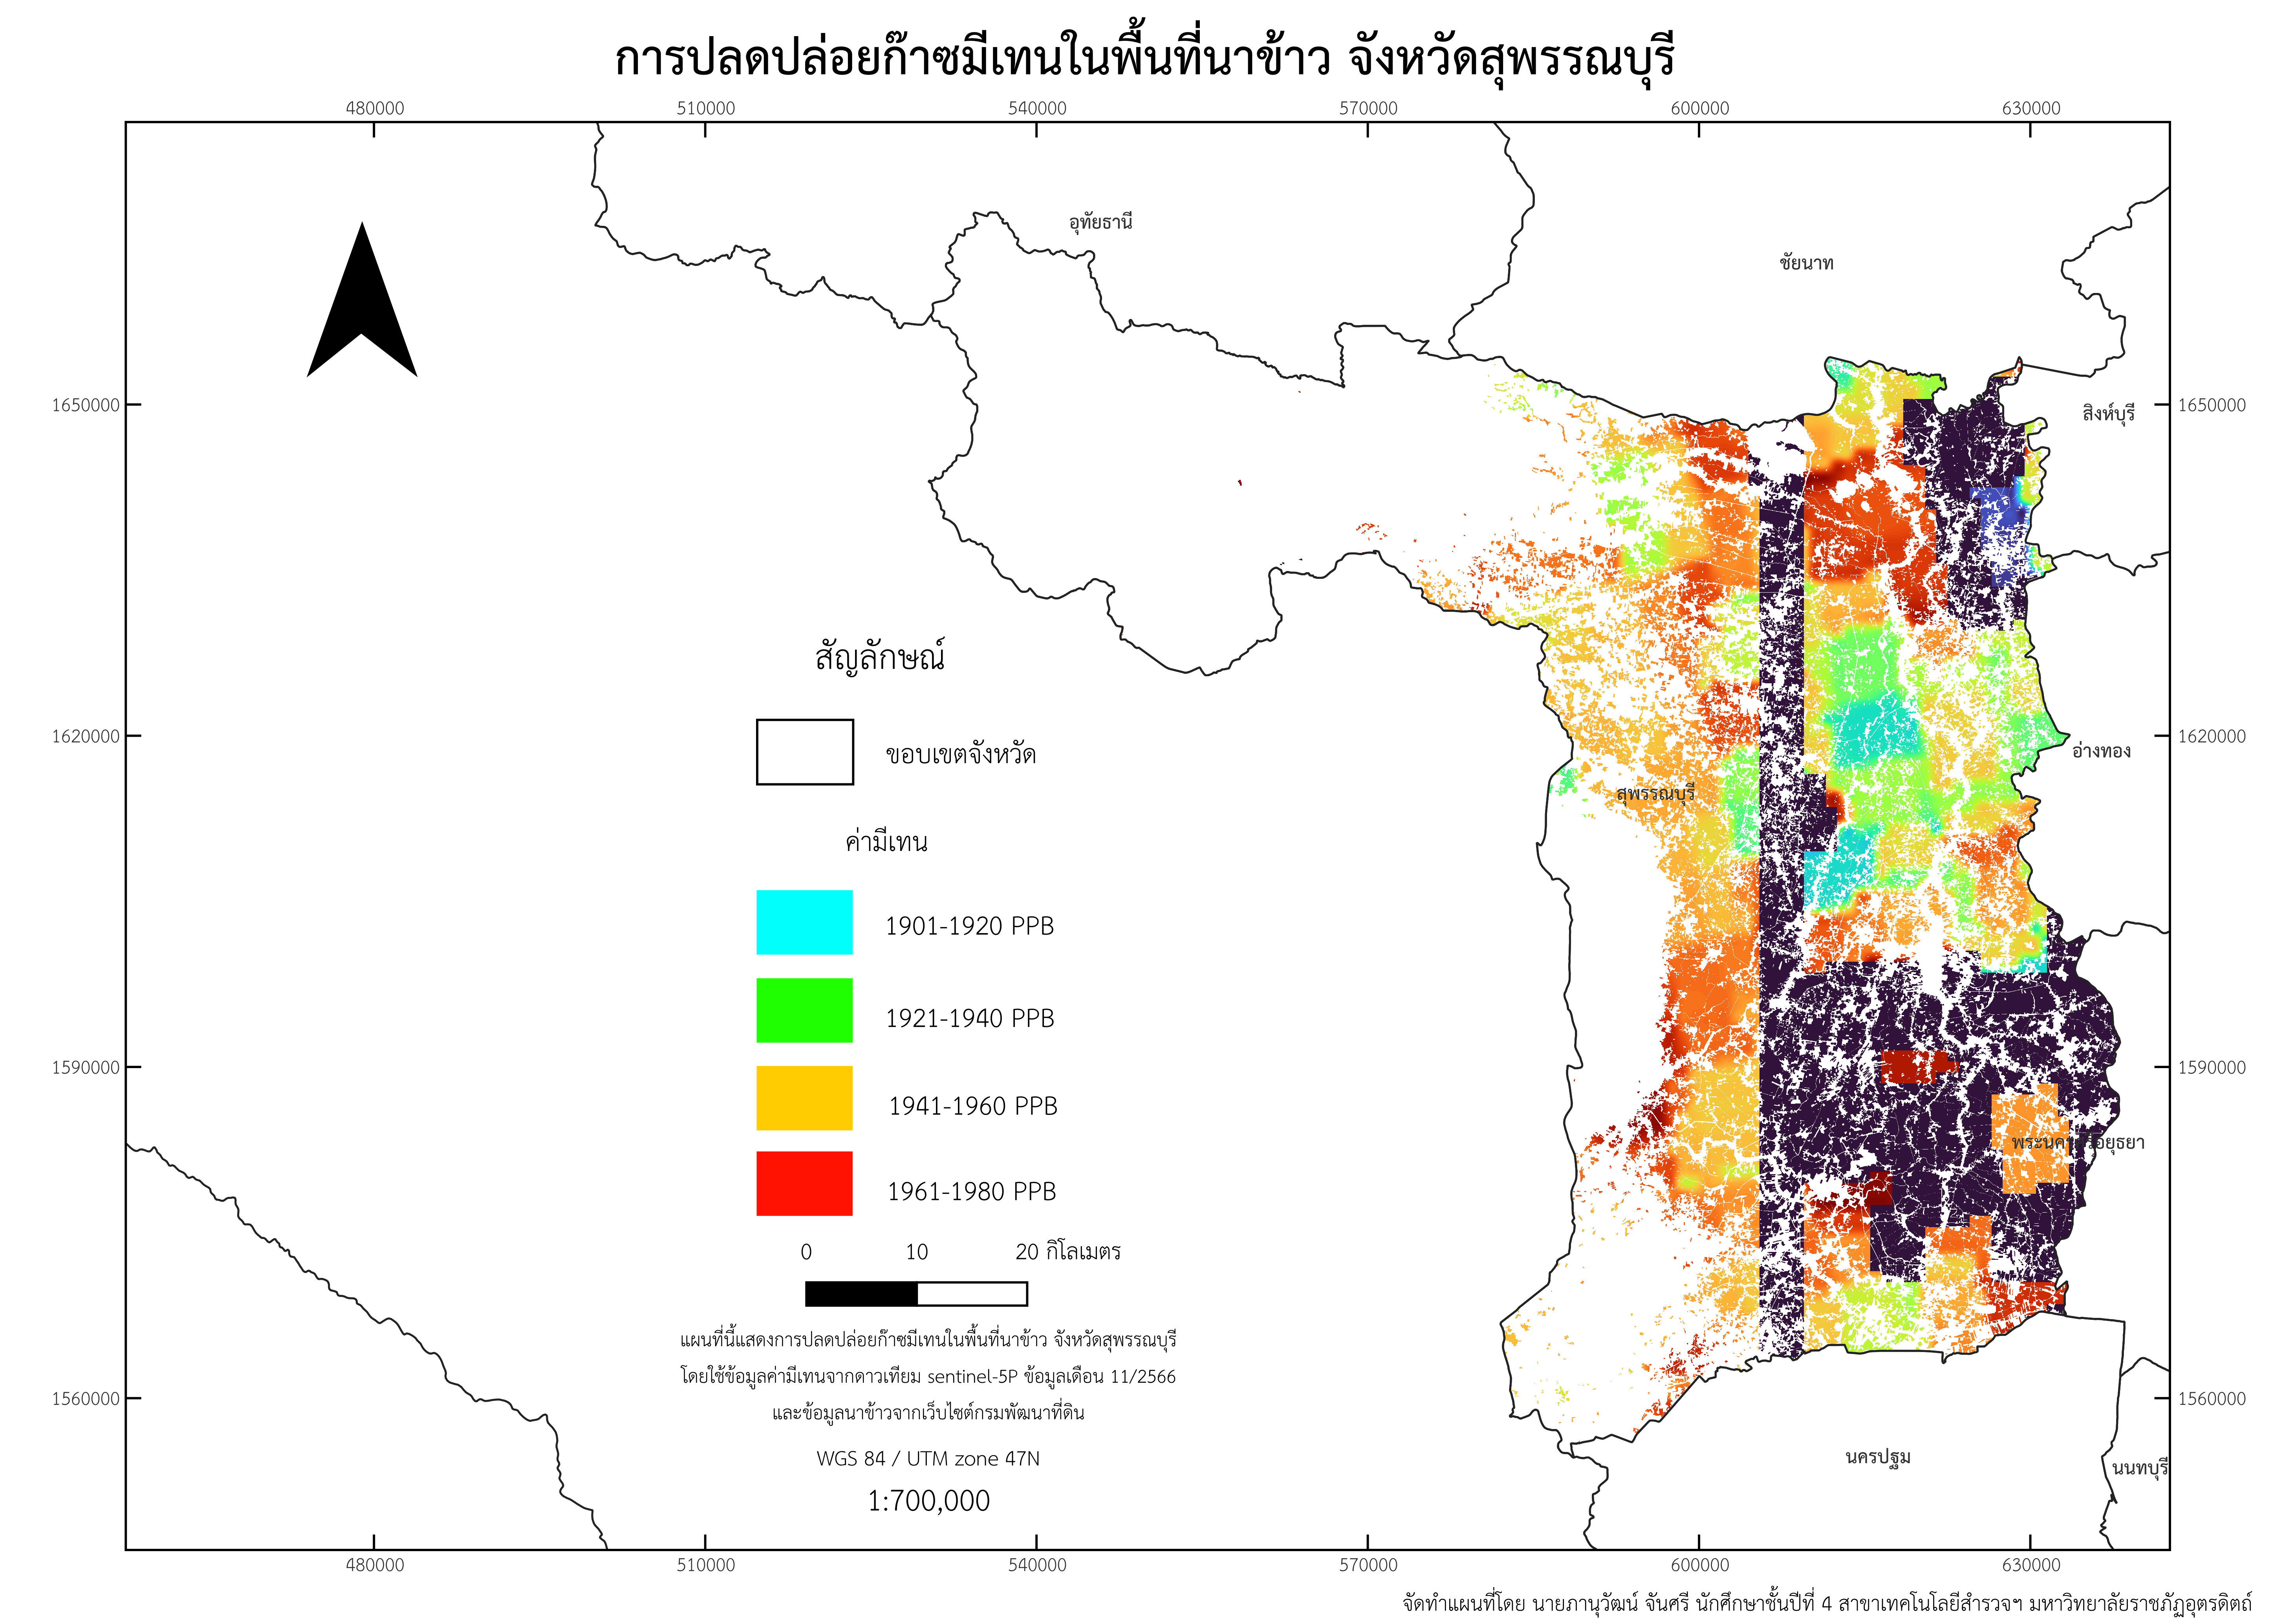 การปลดปล่อยก๊าซมีเทนในพื้นที่นาข้าว จังหวัดสุพรรณบุรี
480000 510000 540000 570000 600000 630000
อุทัยธานี
ชัยนาท
1650000 1650000
สิงห์บุรี
สัญลักษณ์
ขอบเขตจังหวัด
1620000 1620000
อ่างทอง
สุพรรณบุรี
ค่ามีเทน
1901-1920 PPB
1921-1940 PPB
1590000 1590000
1941-1960 PPB
พระนครศรีอยุธยา
1961-1980 PPB
0 10 20 กิโลเมตร
แผนที่นี้แสดงการปลดปล่อยก๊าซมีเทนในพื้นที่นาข้าว จังหวัดสุพรรณบุรี
โดยใช้ข้อมูลค่ามีเทนจากดาวเทียม sentinel-5P ข้อมูลเดือน 11/2566
1560000 1560000
และข้อมูลนาข้าวจากเว็บไซต์กรมพัฒนาที่ดิน
WGS 84 / UTM zone 47N
นครปฐม
นนทบุรี
1:700,000
480000 510000 540000 570000 600000 630000
จัดทำแผนที่โดย นายภานุวัฒน์ จันศรี นักศึกษาชั้นปีที่ 4 สาขาเทคโนโลยีสำรวจฯ มหาวิทยาลัยราชภัฏอุตรดิตถ์